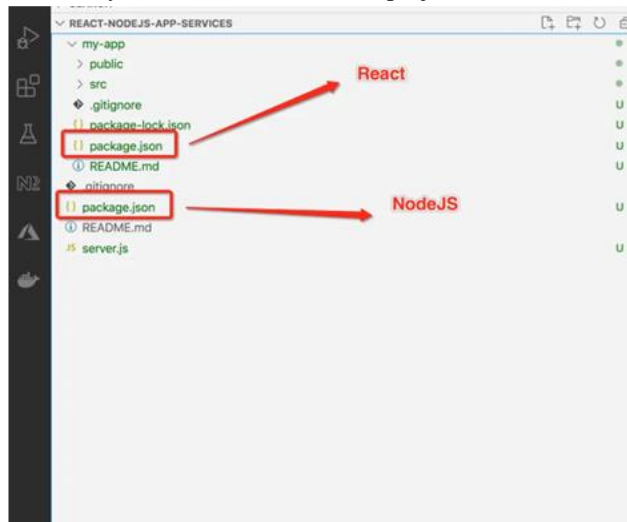 REACT-NODEJS-APP-SERVICES
my-app
public
React
src
.gitignore U
{} package-lock.json U
{} package.json U
README.md U
.gitignore
NodeJS
{} package.json U
README.md
JS server.js U